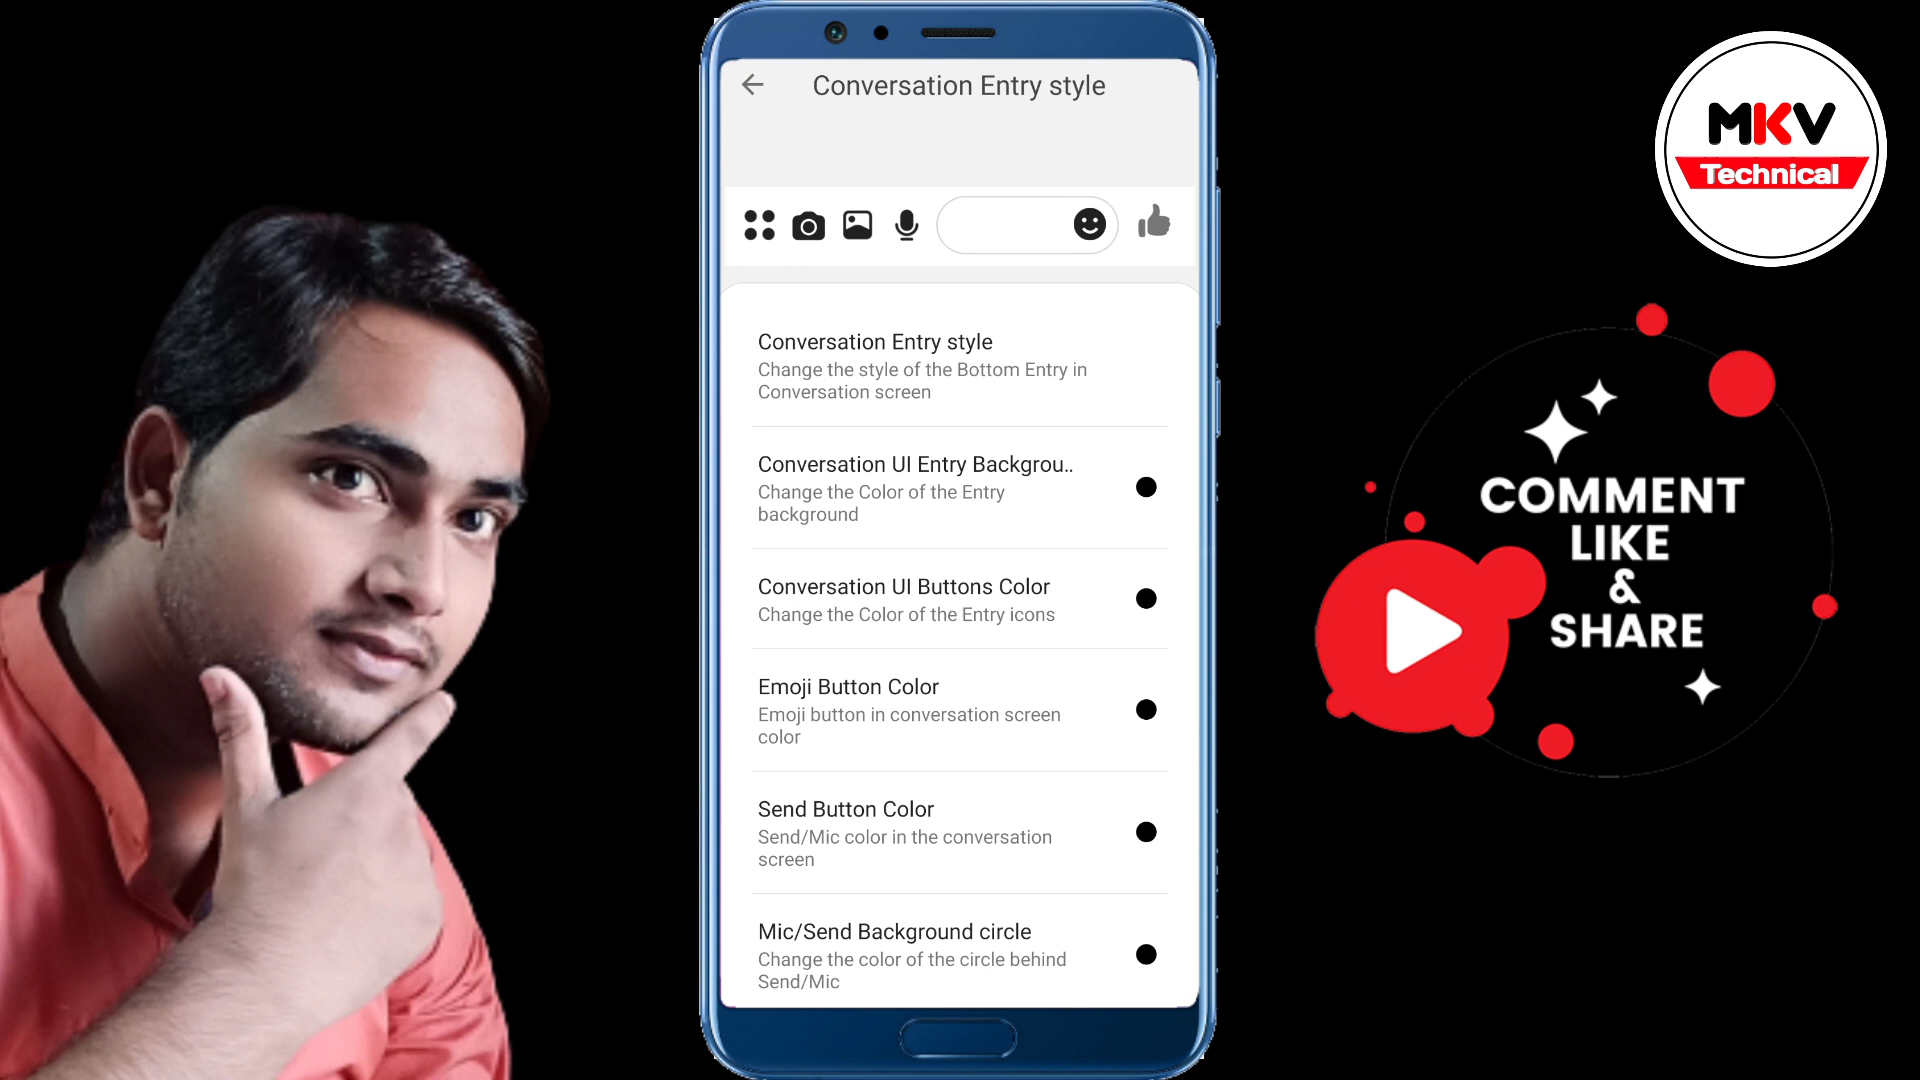 Conversation Entry style
Conversation Entry style
Change the style of the Bottom Entry in
Conversation screen
Conversation UI Entry Backgrou..
Change the Color of the Entry
background
Conversation UI Buttons Color
Change the Color of the Entry icons
Emoji Button Color
Emoji button in conversation screen
color
Send Button Color
Send/Mic color in the conversation
screen
Mic/Send Background circle
Change the color of the circle behind
Send/Mic
MKV
Technical
COMMENT
LIKE
&
SHARE